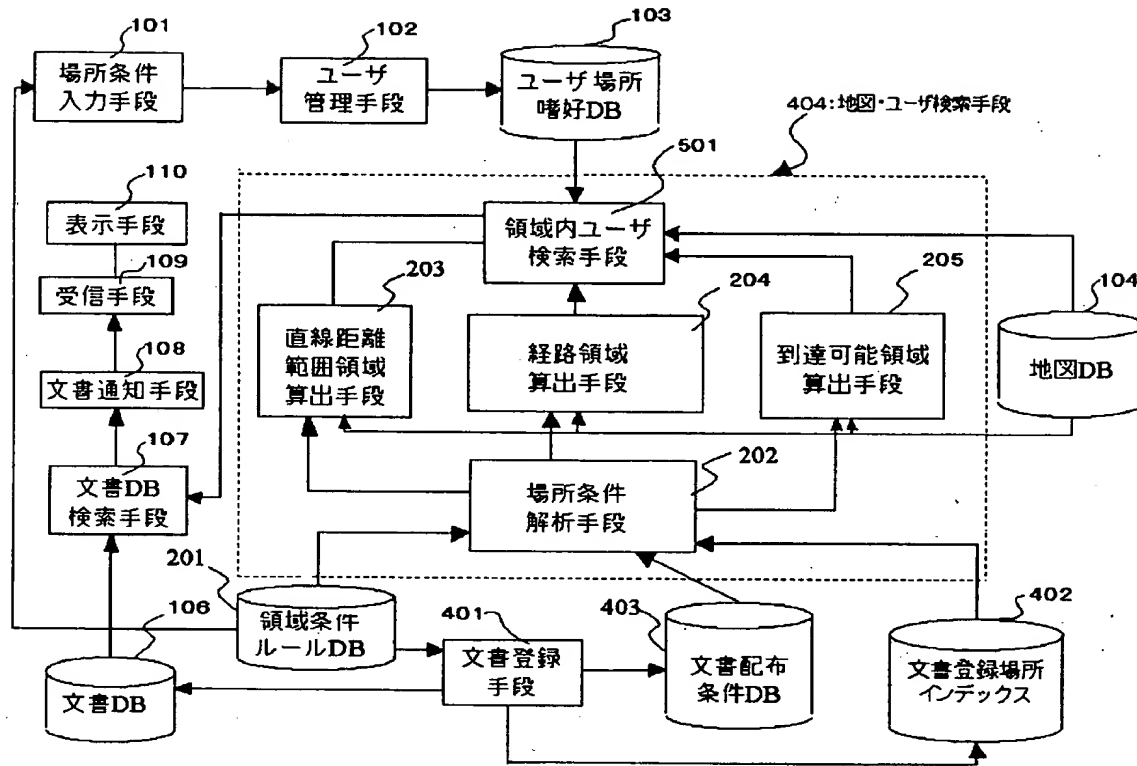 101
場所条件
入力手段
102
ユーザ
管理手段
103
ユーザ場所
嗜好DB
404:地図・ユーザ検索手段
110
表示手段
109
受信手段
108
文書通知手段
107
文書DB
検索手段
501
領域内ユーザ
検索手段
203
直線距離
範囲領域
算出手段
204
経路領域
算出手段
205
到達可能領域
算出手段
104
地図DB
202
場所条件
解析手段
201
領域条件
ルールDB
106
文書DB
401
文書登録
手段
403
文書配布
条件DB
402
文書登録場所
インデックス